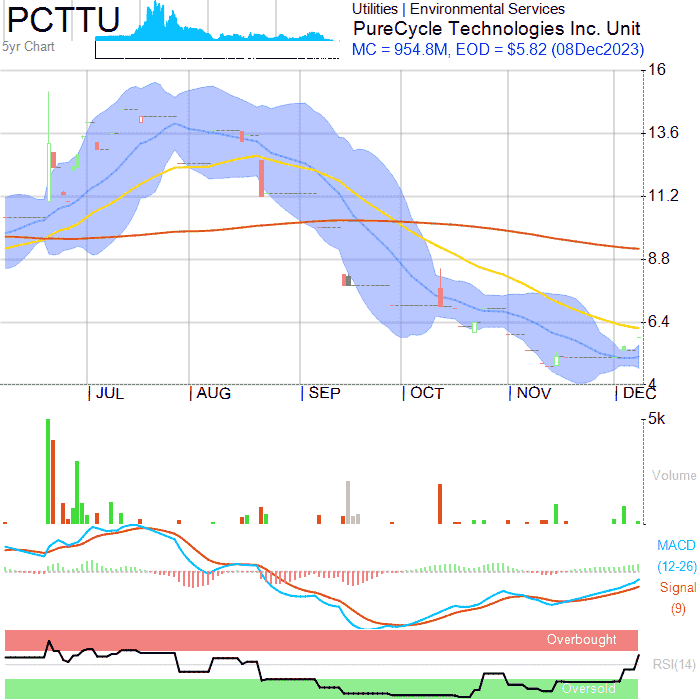 PCTTU
Utilities | Environmental Services
PureCycle Technologies Inc. Unit
5yr Chart
MC = 954.8M, EOD = $5.82 (08Dec2023)
16
13.6
11.2
8.8
6.4
4
JUL
AUG
SEP
OCT
NOV
DEC
5k
Volume
MACD
(12-26)
Signal
(9)
Overbought
RSI(14)
Oversold